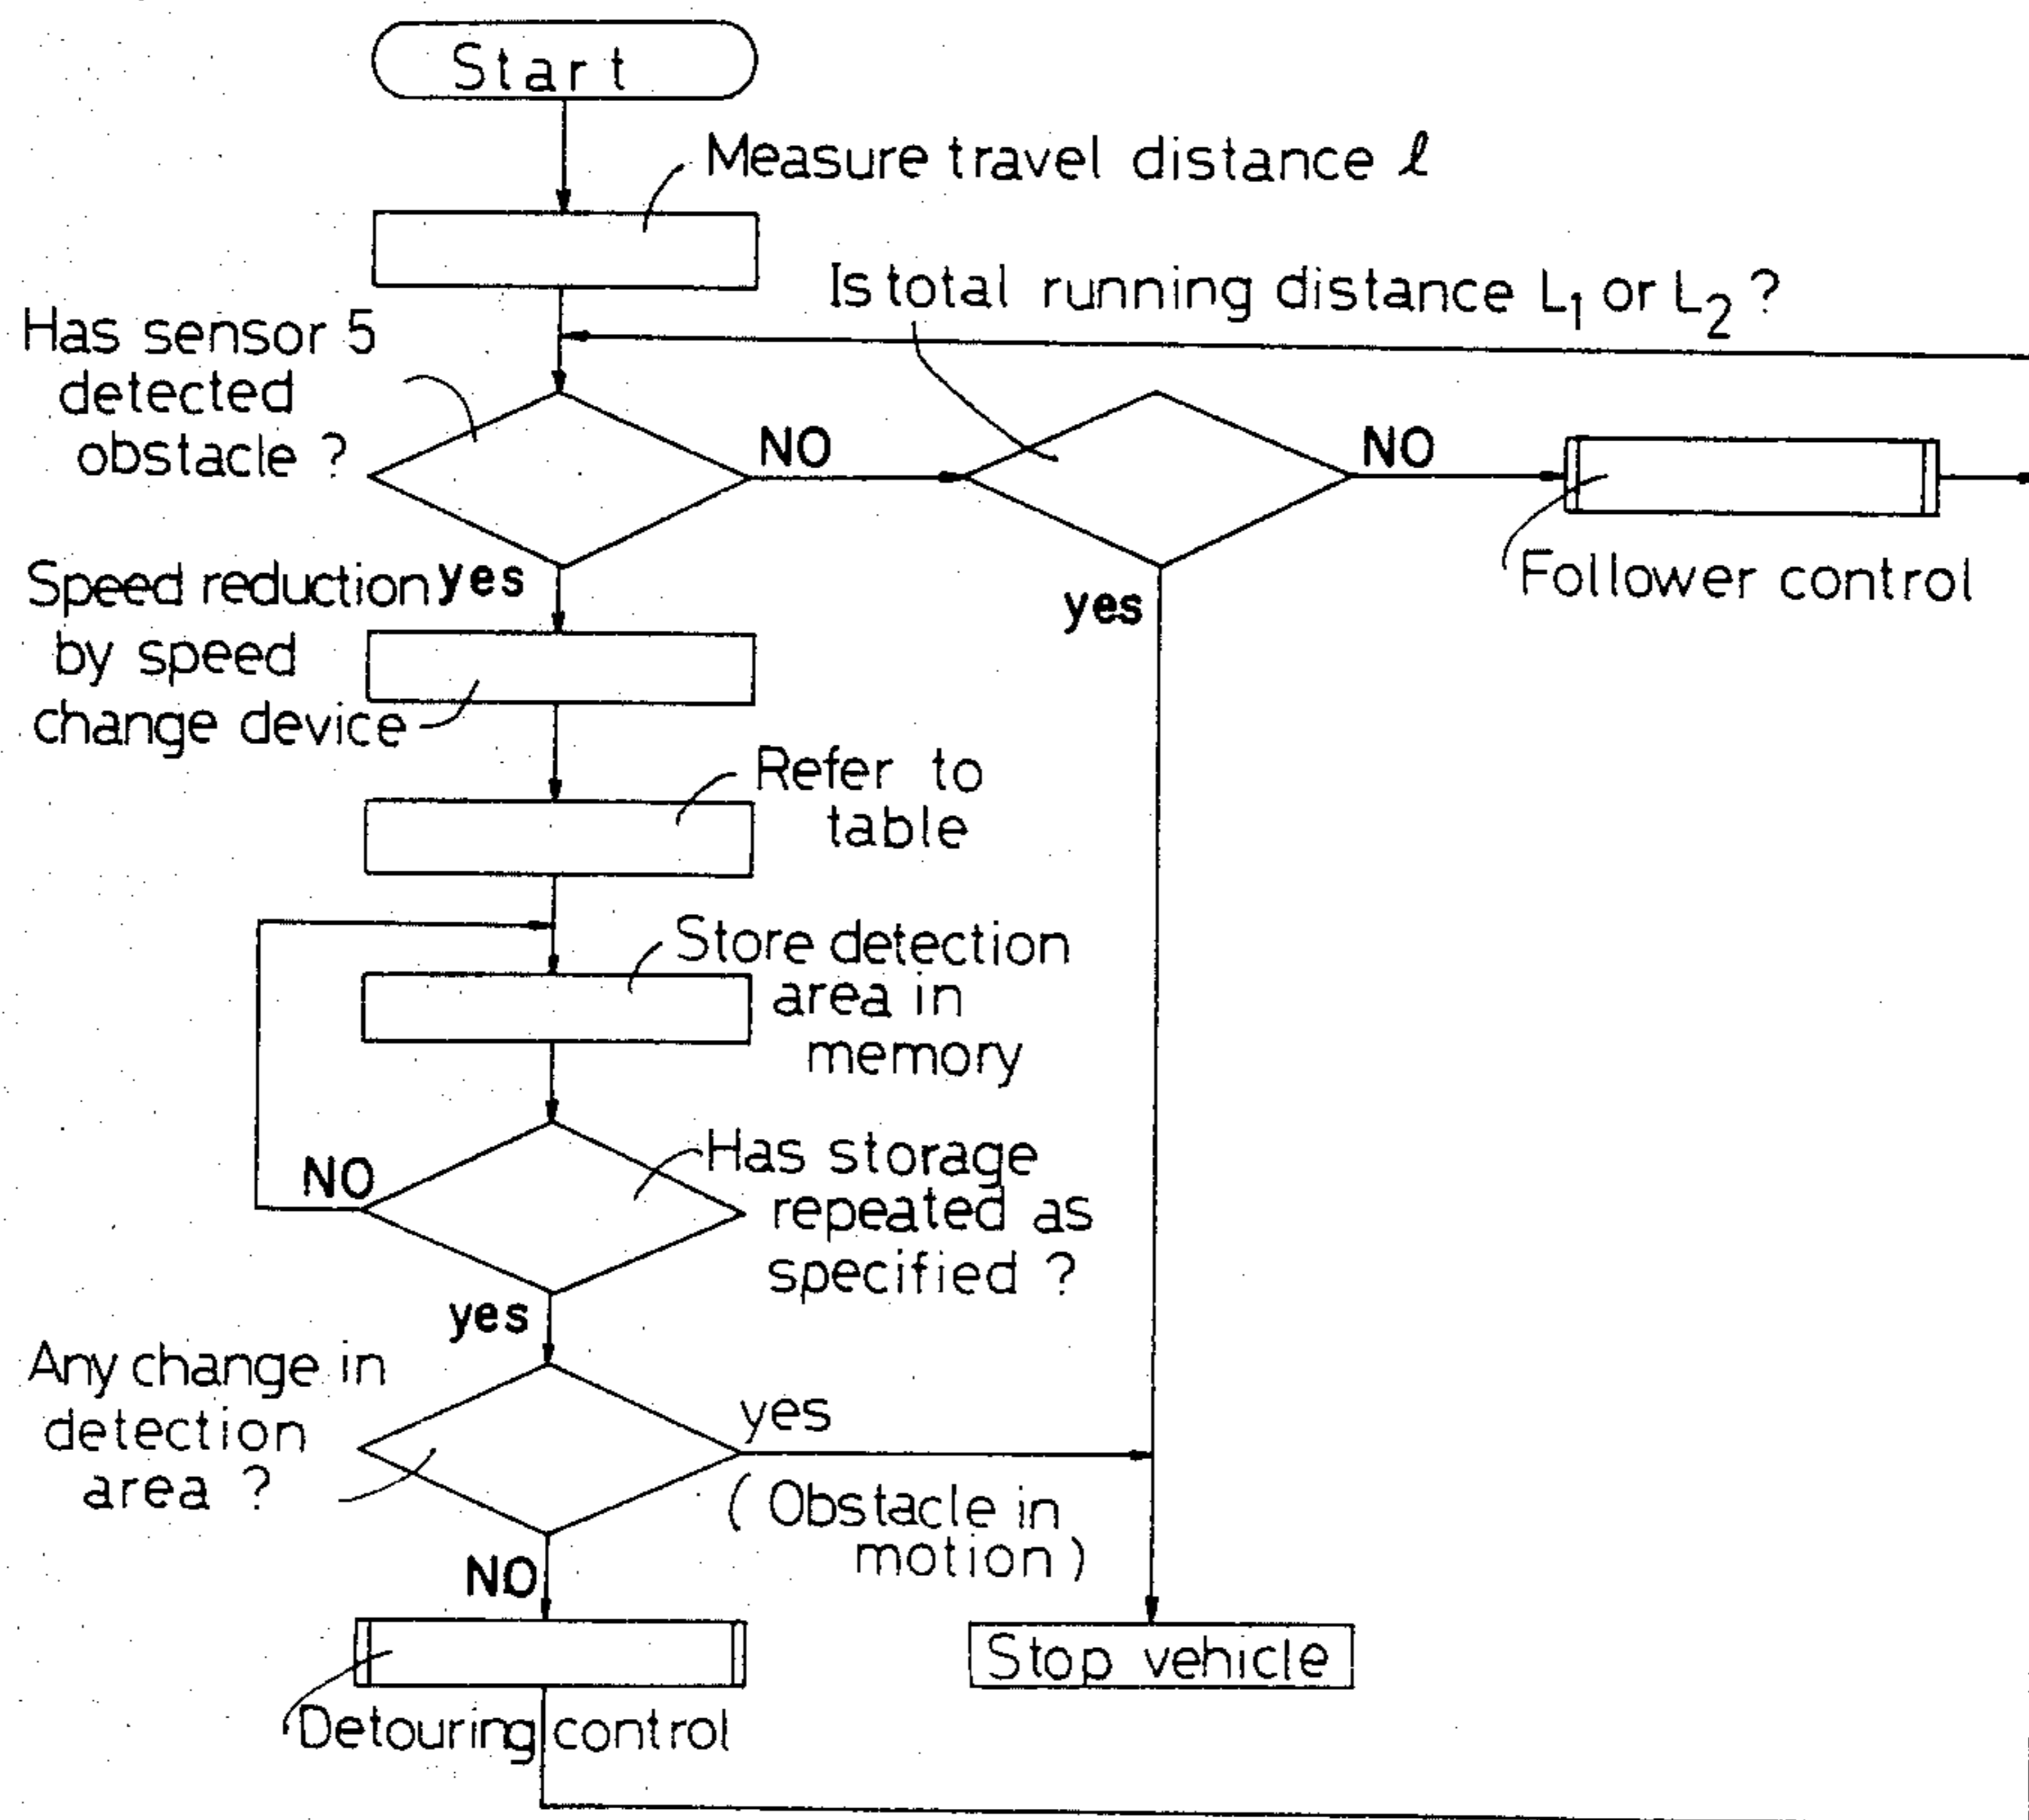 Start
Measure travel distance ℓ
Is total running distance L₁ or L₂ ?
Has sensor 5
detected
obstacle ?
NO
NO
Follower control
yes
yes
Speed reduction
by speed
change device
Refer to
table
Store detection
area in
memory
NO
Has storage
repeated as
specified ?
yes
Any change in
detection
area ?
yes
(Obstacle in
motion)
NO
Stop vehicle
Detouring control